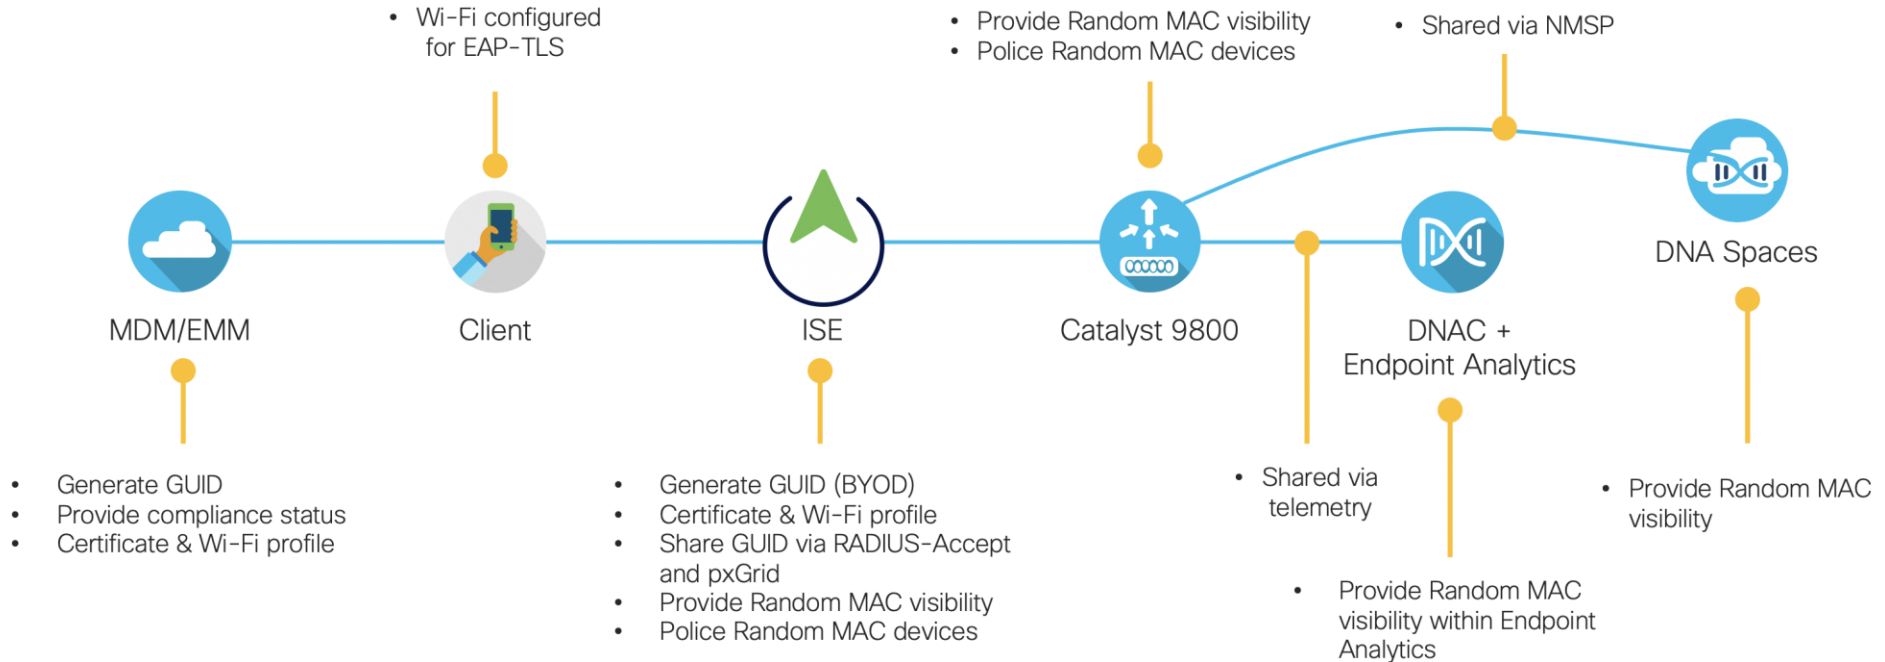 • Wi-Fi configured
for EAP-TLS
• Provide Random MAC visibility
• Police Random MAC devices
• Shared via NMSP
MDM/EMM
Client
ISE
Catalyst 9800
DNAC +
Endpoint Analytics
DNA Spaces
• Generate GUID
• Provide compliance status
• Certificate & Wi-Fi profile
• Generate GUID (BYOD)
• Certificate & Wi-Fi profile
• Share GUID via RADIUS-Accept
and pxGrid
• Provide Random MAC visibility
• Police Random MAC devices
• Shared via
telemetry
• Provide Random MAC
visibility within Endpoint
Analytics
• Provide Random MAC
visibility